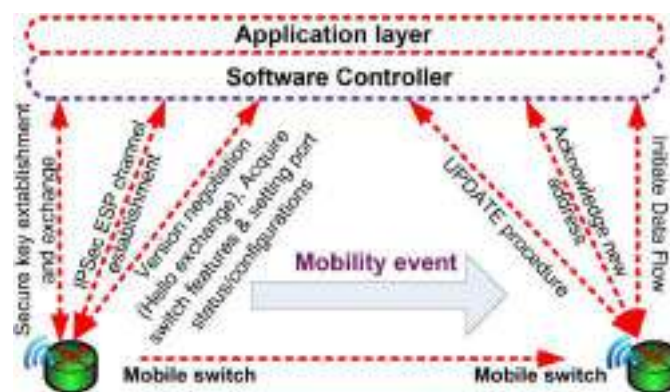 Application layer
Software Controller
Secure key establishment
and exchange
IPSec ESP channel
establishment
Version negotiation
(Hello exchange), Acquire
switch features & setting port
status/configurations
Mobility event
UPDATE procedure
Acknowledge new
address
Initiate Data Flow
Mobile switch
Mobile switch